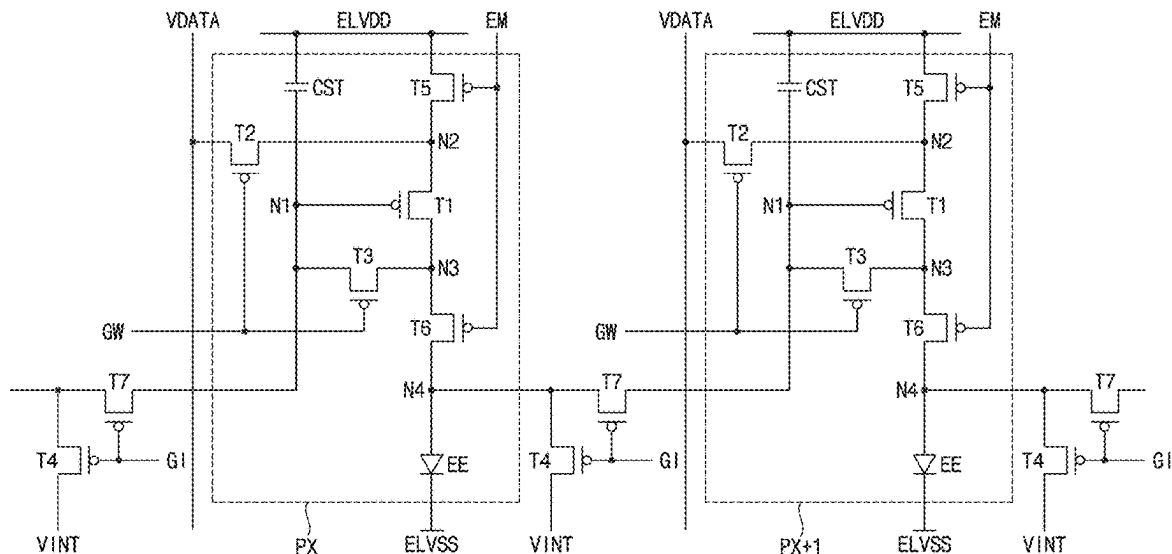 VDATA ELVDD EM VDATA ELVDD EM
CST T5 CST T5
T2 N2 T2 N2
N1 T1 N1 T1
T3 N3 T3 N3
GW T6 GW T6
T7 N4 T7 N4 T7
T4 GI EE T4 GI EE T4 GI
VINT PX ELVSS VINT PX+1 ELVSS VINT